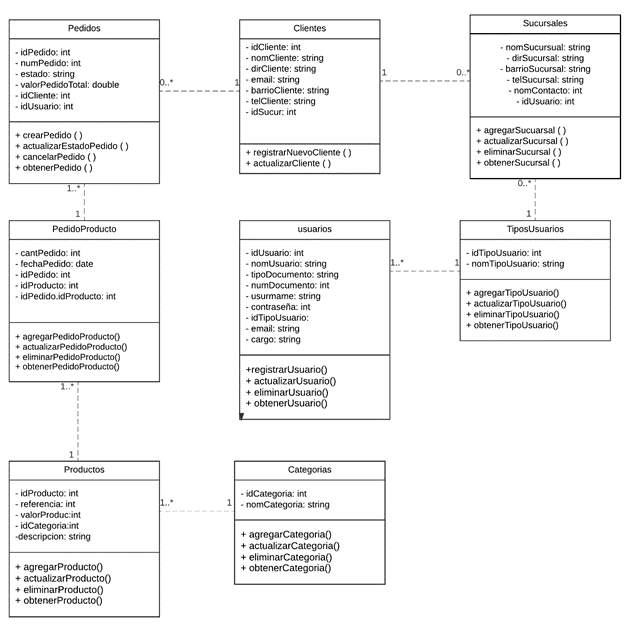 Pedidos
- idPedido: int
- numPedido: int
- estado: string
- valorPedidoTotal: double
- idCliente: int
- idUsuario: int
+ crearPedido ( )
+ actualizarEstadoPedido ( )
+ cancelarPedido ( )
+ obtenerPedido ( )
0..*
1
Clientes
- idCliente: int
- nomCliente: string
- dirCliente: string
- email: string
- barrioCliente: string
- telCliente: string
- idSucur: int
+ registrarNuevoCliente ( )
+ actualizarCliente ( )
1
0..*
Sucursales
- nomSucursual: string
- dirSucursal: string
- barrioSucursal: string
- telSucursal: string
- nomContacto: int
- idUsuario: int
+ agregarSucuarsal ( )
+ actualizarSucursal ( )
+ eliminarSucursal ( )
+ obtenerSucursal ( )
1..*
1
0..*
1
PedidoProducto
- cantPedido: int
- fechaPedido: date
- idPedido: int
- idProducto: int
- idPedido.idProducto: int
+ agregarPedidoProducto()
+ actualizarPedidoProducto()
+ eliminarPedidoProducto()
+ obtenerPedidoProducto()
usuarios
- idUsuario: int
- nomUsuario: string
- tipoDocumento: string
- numDocumento: int
- usurmame: string
- contraseña: int
- idTipoUsuario:
- email: string
- cargo: string
+registrarUsuario()
+ actualizarUsuario()
+ eliminarUsuario()
+ obtenerUsuario()
1..*
1
TiposUsuarios
- idTipoUsuario: int
- nomTipoUsuario: string
+ agregarTipoUsuario()
+ actualizarTipoUsuario()
+ eliminarTipoUsuario()
+ obtenerTipoUsuario()
1..*
1
Productos
- idProducto: int
- referencia: int
- valorProduc:int
- idCategoria:int
-descripcion: string
+ agregarProducto()
+ actualizarProducto()
+ eliminarProducto()
+ obtenerProducto()
1..*
1
Categorias
- idCategoria: int
- nomCategoria: string
+ agregarCategoria()
+ actualizarCategoria()
+ eliminarCategoria()
+ obtenerCategoria()